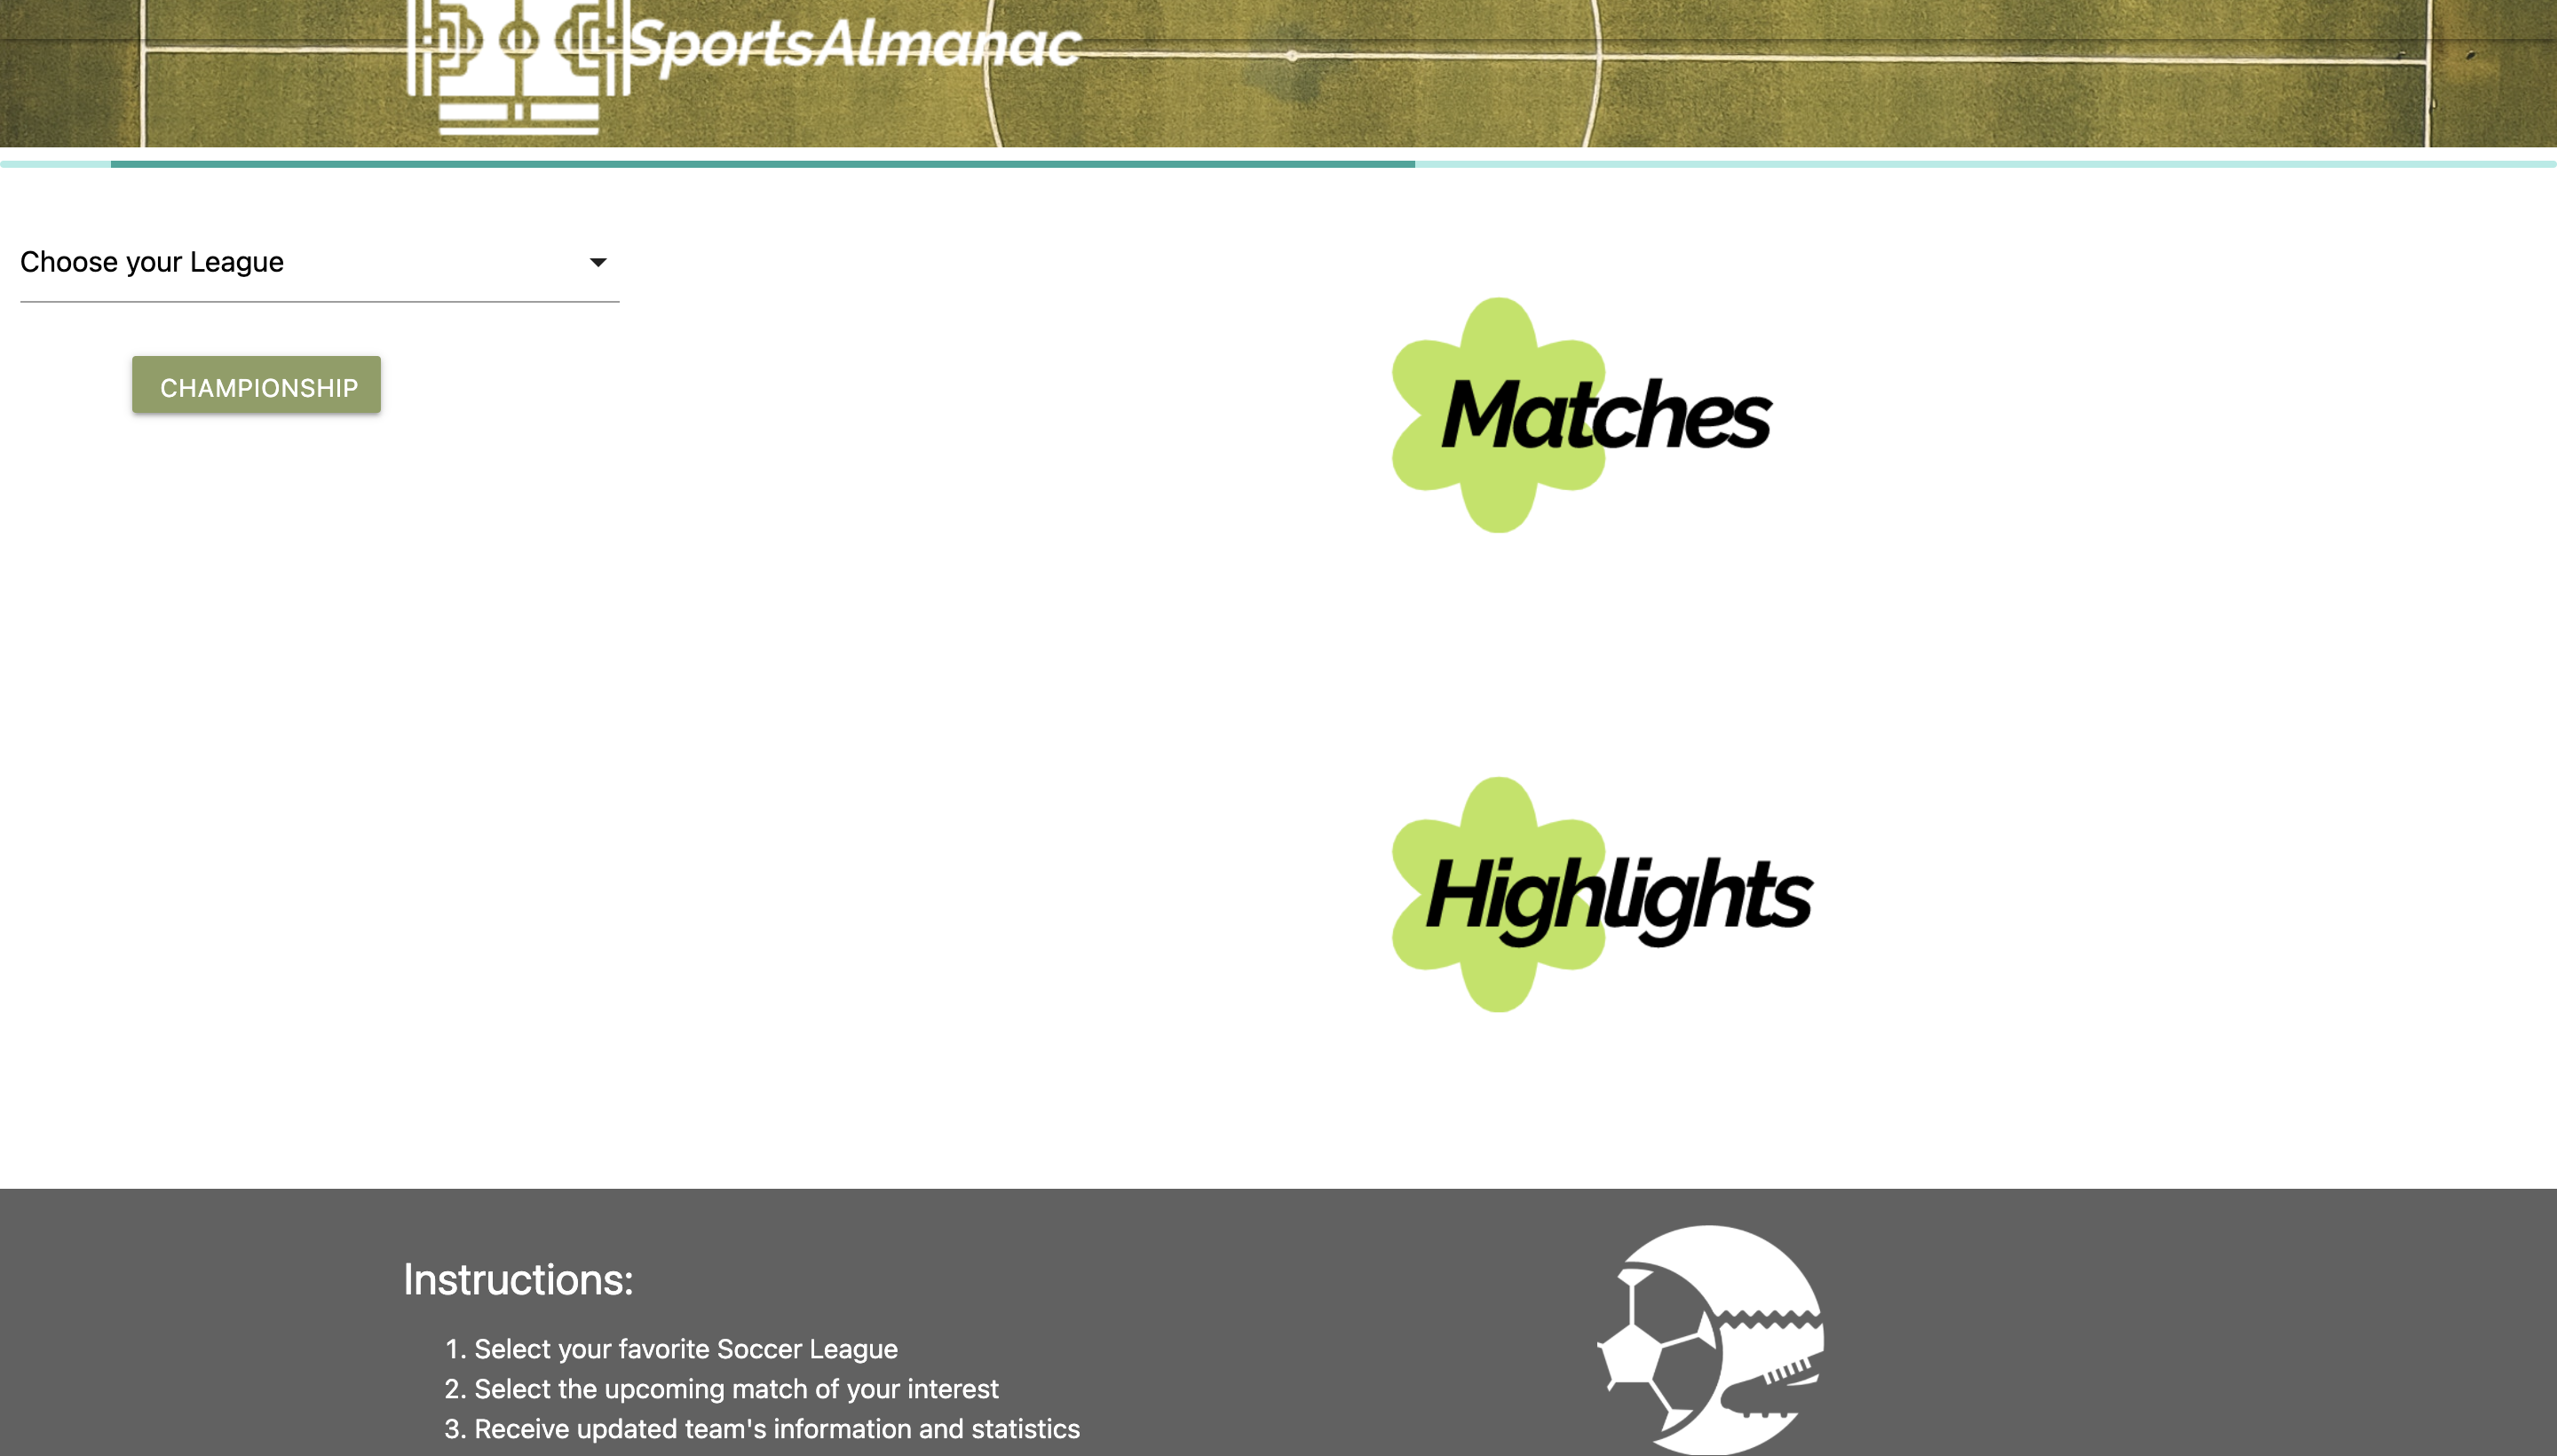 SportsAlmanac
Choose your League
CHAMPIONSHIP
Matches
Highlights
Instructions:
1. Select your favorite Soccer League
2. Select the upcoming match of your interest
3. Receive updated team's information and statistics